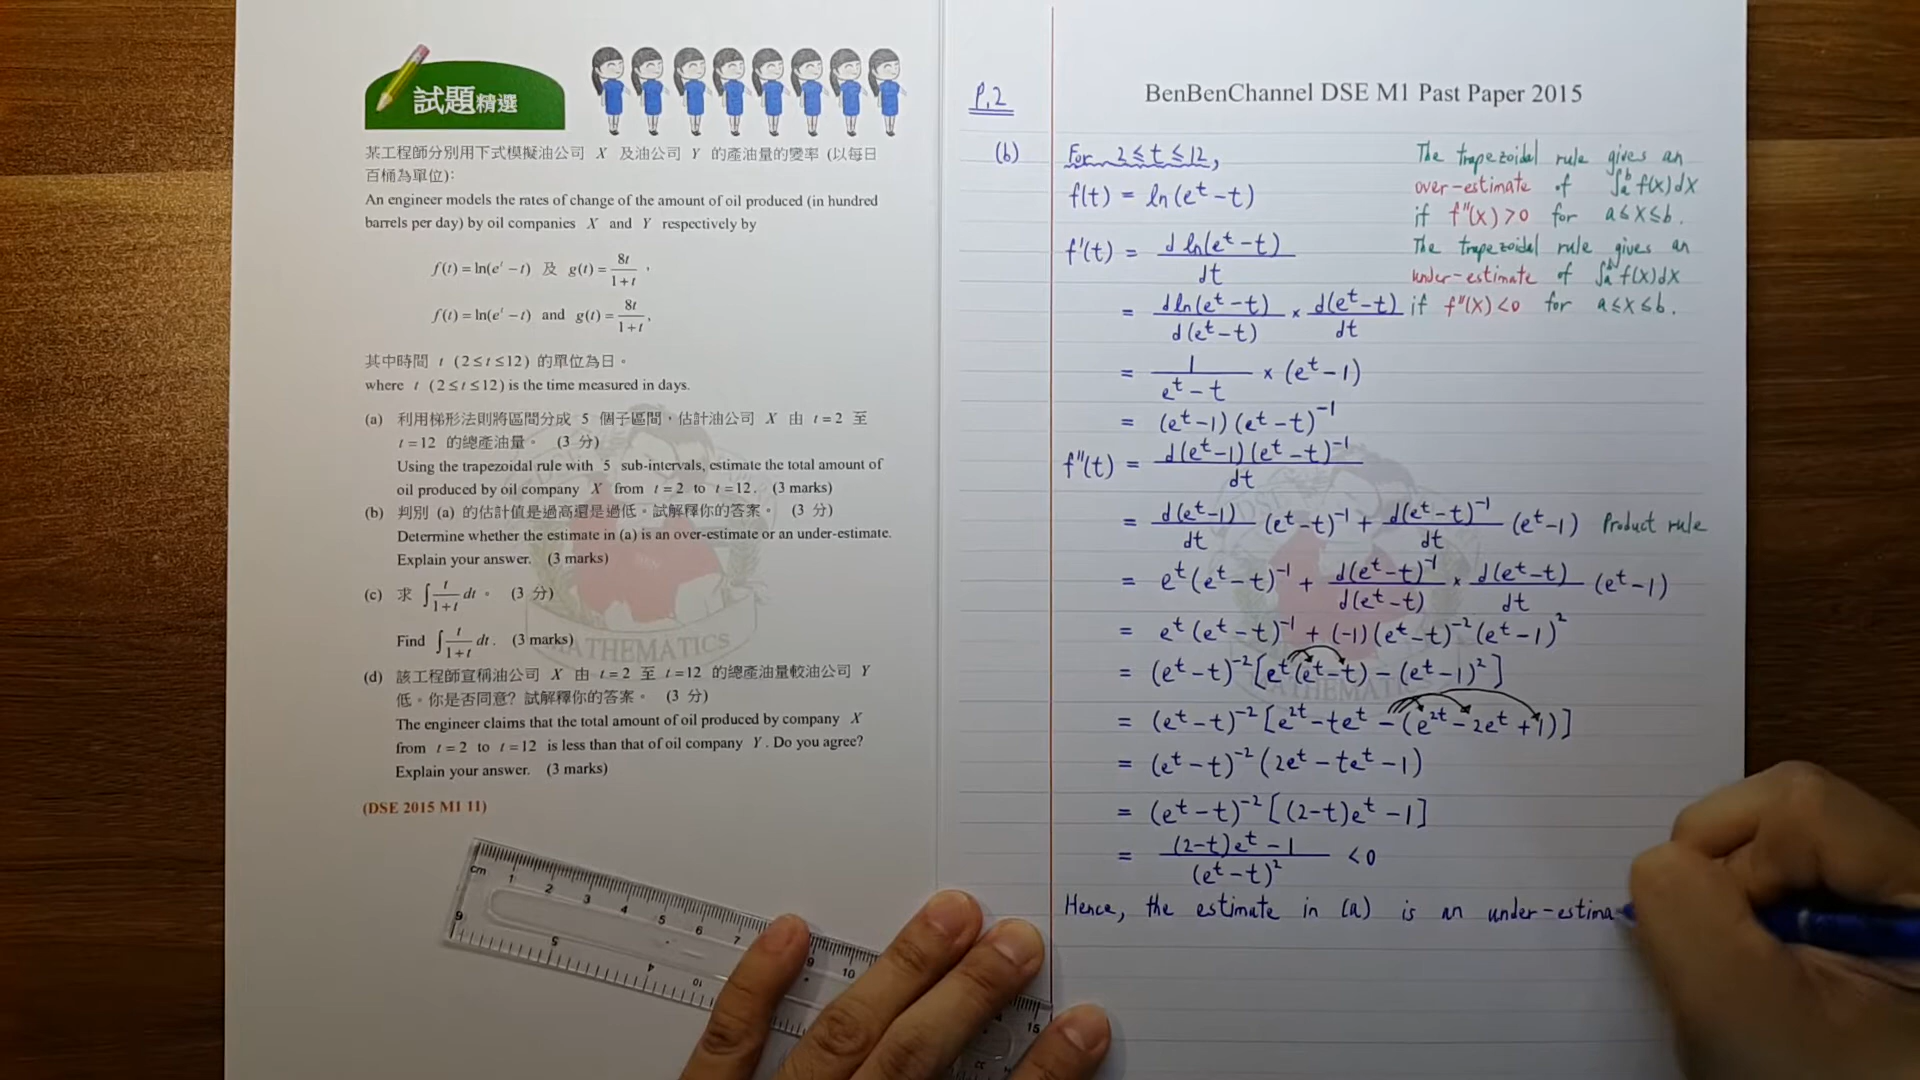 試題精選
某工程師分別用下式模擬油公司 X 及油公司 Y 的產油量的變率 (以每日
百桶為單位):
An engineer models the rates of change of the amount of oil produced (in hundred
barrels per day) by oil companies X and Y respectively by
f(t) = ln(e^t − t) 及 g(t) = 8t/(1+t) ,
f(t) = ln(e^t − t) and g(t) = 8t/(1+t),
其中時間 t (2≤t≤12) 的單位為日。
where t (2≤t≤12) is the time measured in days.
(a) 利用梯形法則將區間分成 5 個子區間,估計油公司 X 由 t=2 至
t=12 的總產油量。 (3 分)
Using the trapezoidal rule with 5 sub-intervals, estimate the total amount of
oil produced by oil company X from t=2 to t=12. (3 marks)
(b) 判別 (a) 的估計值是過高還是過低。試解釋你的答案。 (3 分)
Determine whether the estimate in (a) is an over-estimate or an under-estimate.
Explain your answer. (3 marks)
(c) 求 ∫ t/(1+t) dt 。 (3 分)
Find ∫ t/(1+t) dt. (3 marks)
(d) 該工程師宣稱油公司 X 由 t=2 至 t=12 的總產油量較油公司 Y
低。你是否同意? 試解釋你的答案。 (3 分)
The engineer claims that the total amount of oil produced by company X
from t=2 to t=12 is less than that of oil company Y. Do you agree?
Explain your answer. (3 marks)
(DSE 2015 M1 11)
MATHEMATICS
cm 1 2 3 4 5 6 7 9 10 15
P.2
BenBenChannel DSE M1 Past Paper 2015
(b) For 2≤t≤12,
f(t) = ln(e^t − t)
f'(t) = d ln(e^t − t)/dt
= d ln(e^t − t)/d(e^t − t) × d(e^t − t)/dt
= 1/(e^t − t) × (e^t − 1)
= (e^t − 1)(e^t − t)^−1
f''(t) = d(e^t − 1)(e^t − t)^−1/dt
= d(e^t − 1)/dt (e^t − t)^−1 + d(e^t − t)^−1/dt (e^t − 1) Product rule
= e^t(e^t − t)^−1 + d(e^t − t)^−1/d(e^t − t) × d(e^t − t)/dt (e^t − 1)
= e^t(e^t − t)^−1 + (−1)(e^t − t)^−2(e^t − 1)^2
= (e^t − t)^−2[e^t(e^t − t) − (e^t − 1)^2]
= (e^t − t)^−2[e^2t − te^t − (e^2t − 2e^t + 1)]
= (e^t − t)^−2(2e^t − te^t − 1)
= (e^t − t)^−2[(2−t)e^t − 1]
= ((2−t)e^t − 1)/(e^t − t)^2 < 0
Hence, the estimate in (a) is an under-estima
The trapezoidal rule gives an
over-estimate of ∫_a^b f(x)dx
if f''(x)>0 for a≤x≤b.
The trapezoidal rule gives an
under-estimate of ∫_a^b f(x)dx
if f''(x)<0 for a≤x≤b.